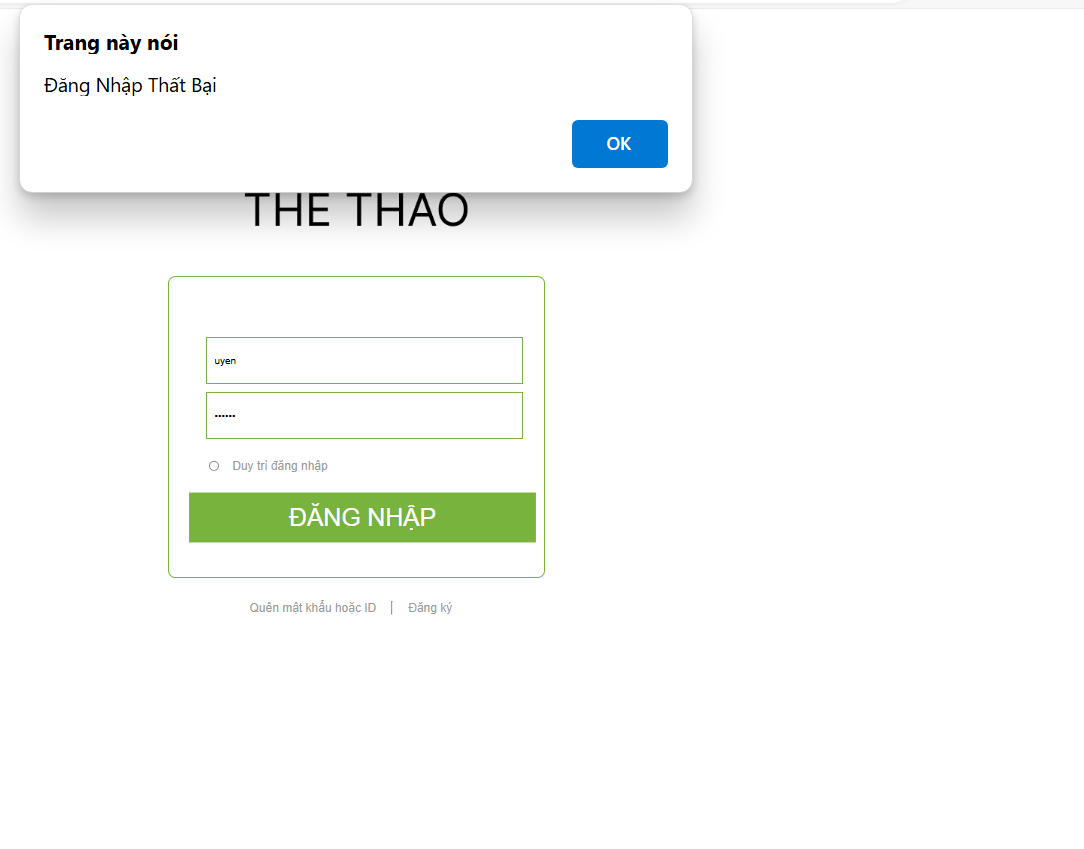 Trang này nói
Đăng Nhập Thất Bại
OK
THE THAO
uyen
••••••
Duy trì đăng nhập
ĐĂNG NHẬP
Quên mật khẩu hoặc ID | Đăng ký